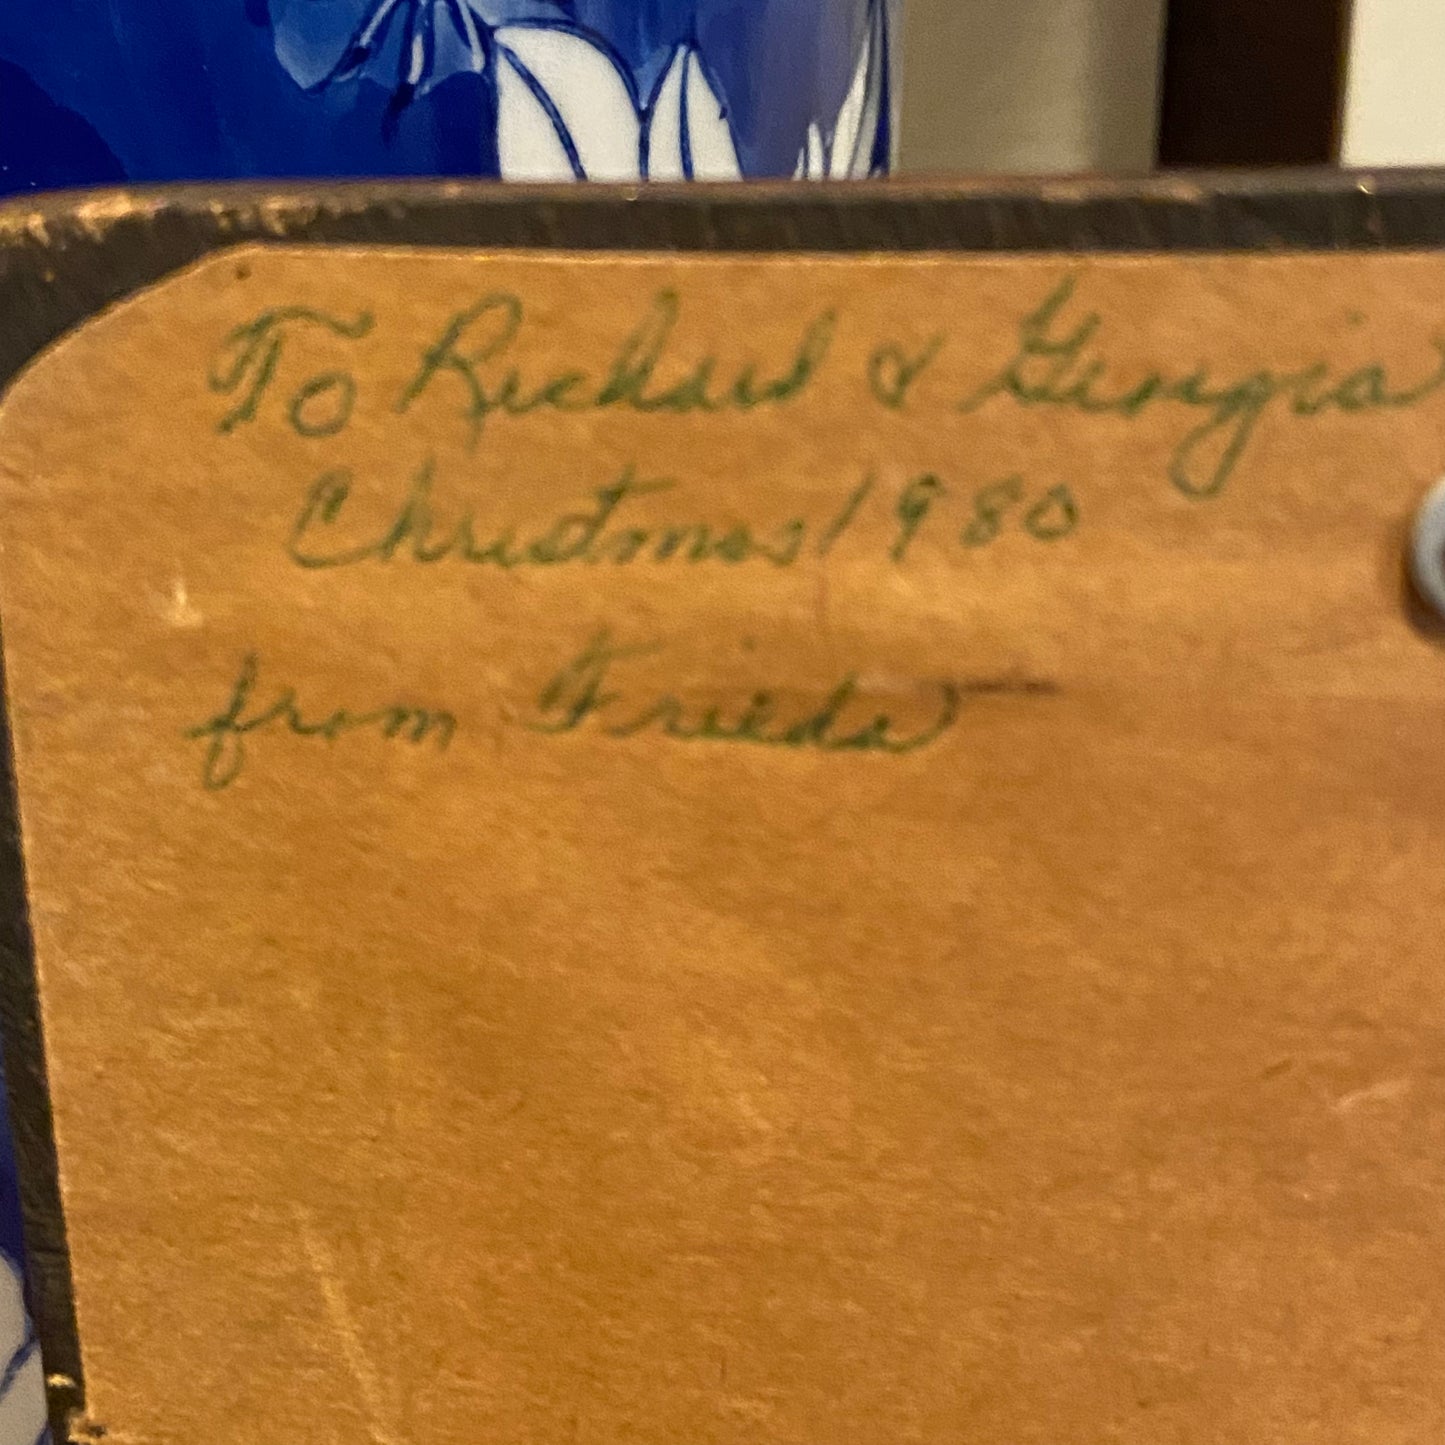 To Richard & Georgia
Christmas 1980
from Frieda